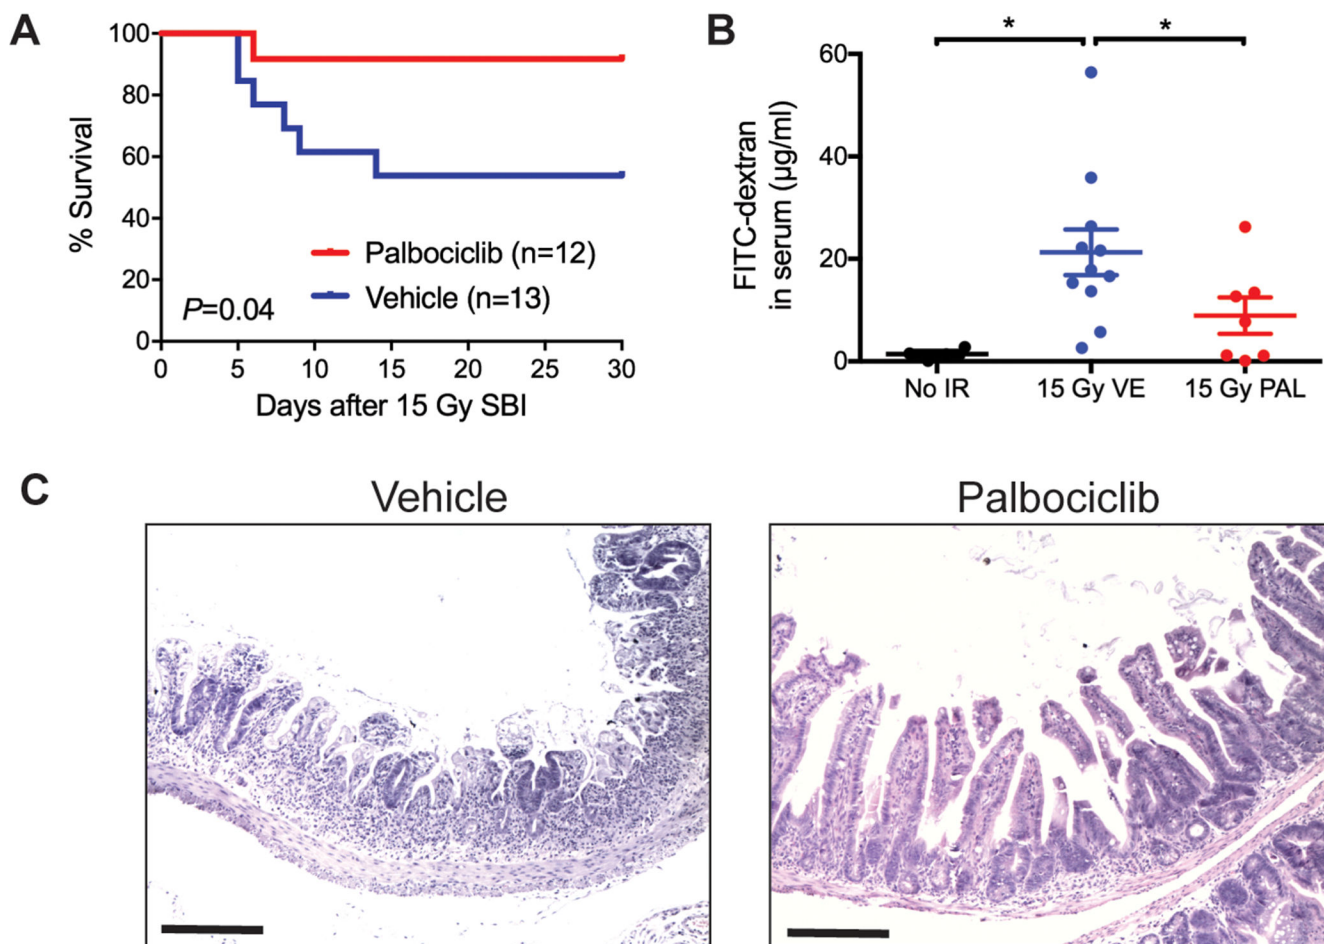 A
100
80
60
40
20
0
% Survival
Palbociclib (n=12)
Vehicle (n=13)
P=0.04
0 5 10 15 20 25 30
Days after 15 Gy SBI
B
* *
60
40
20
0
FITC-dextran
in serum (µg/ml)
No IR 15 Gy VE 15 Gy PAL
C
Vehicle Palbociclib